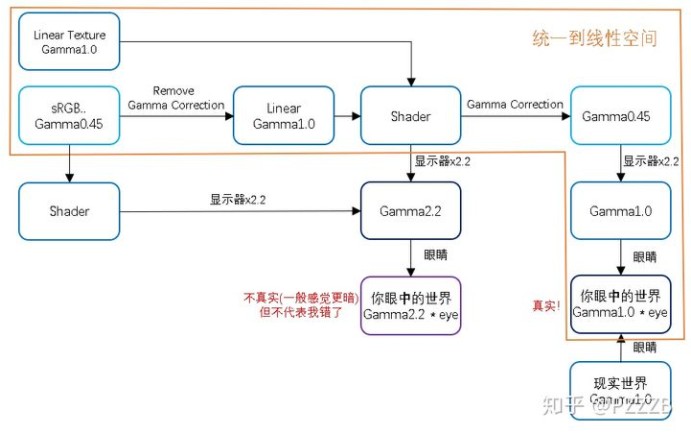 Linear Texture
Gamma1.0
统一到线性空间
sRGB..
Gamma0.45
Remove
Gamma Correction
Linear
Gamma1.0
Shader
Gamma Correction
Gamma0.45
显示器x2.2
显示器x2.2
Shader
显示器x2.2
Gamma2.2
Gamma1.0
眼睛
眼睛
不真实(一般感觉更暗)
但不代表我错了
你眼中的世界
Gamma2.2 * eye
真实!
你眼中的世界
Gamma1.0 * eye
眼睛
现实世界
Gamma1.0
知乎 @PZZZB